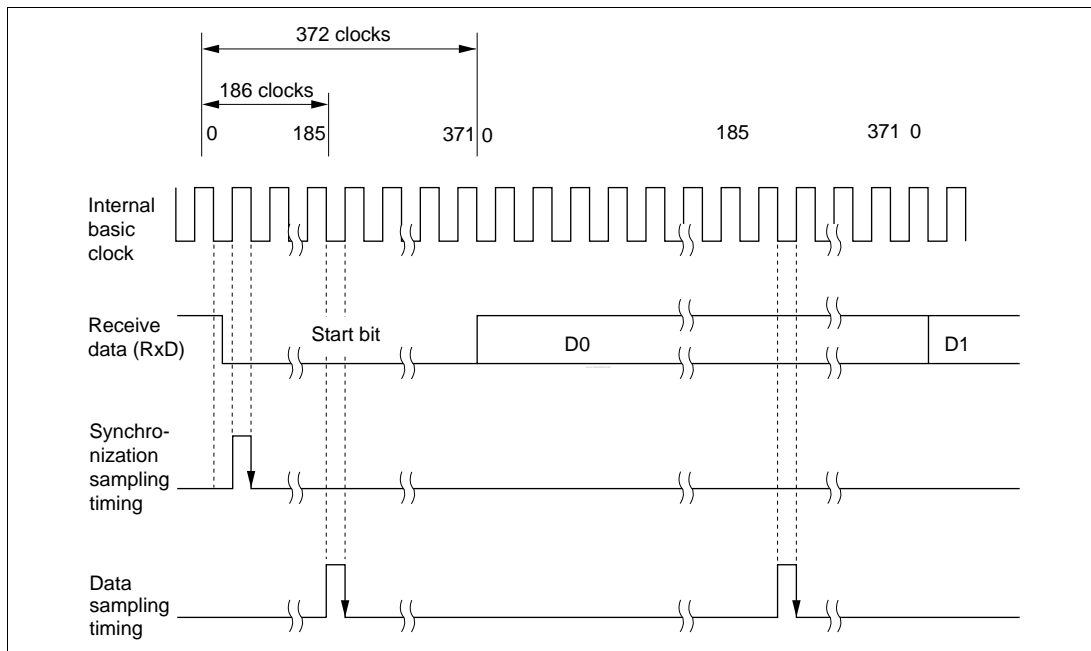 372 clocks
186 clocks
0 185 371 0 185 371 0
Internal
basic
clock
Receive
data (RxD)
Start bit D0 D1
Synchro-
nization
sampling
timing
Data
sampling
timing